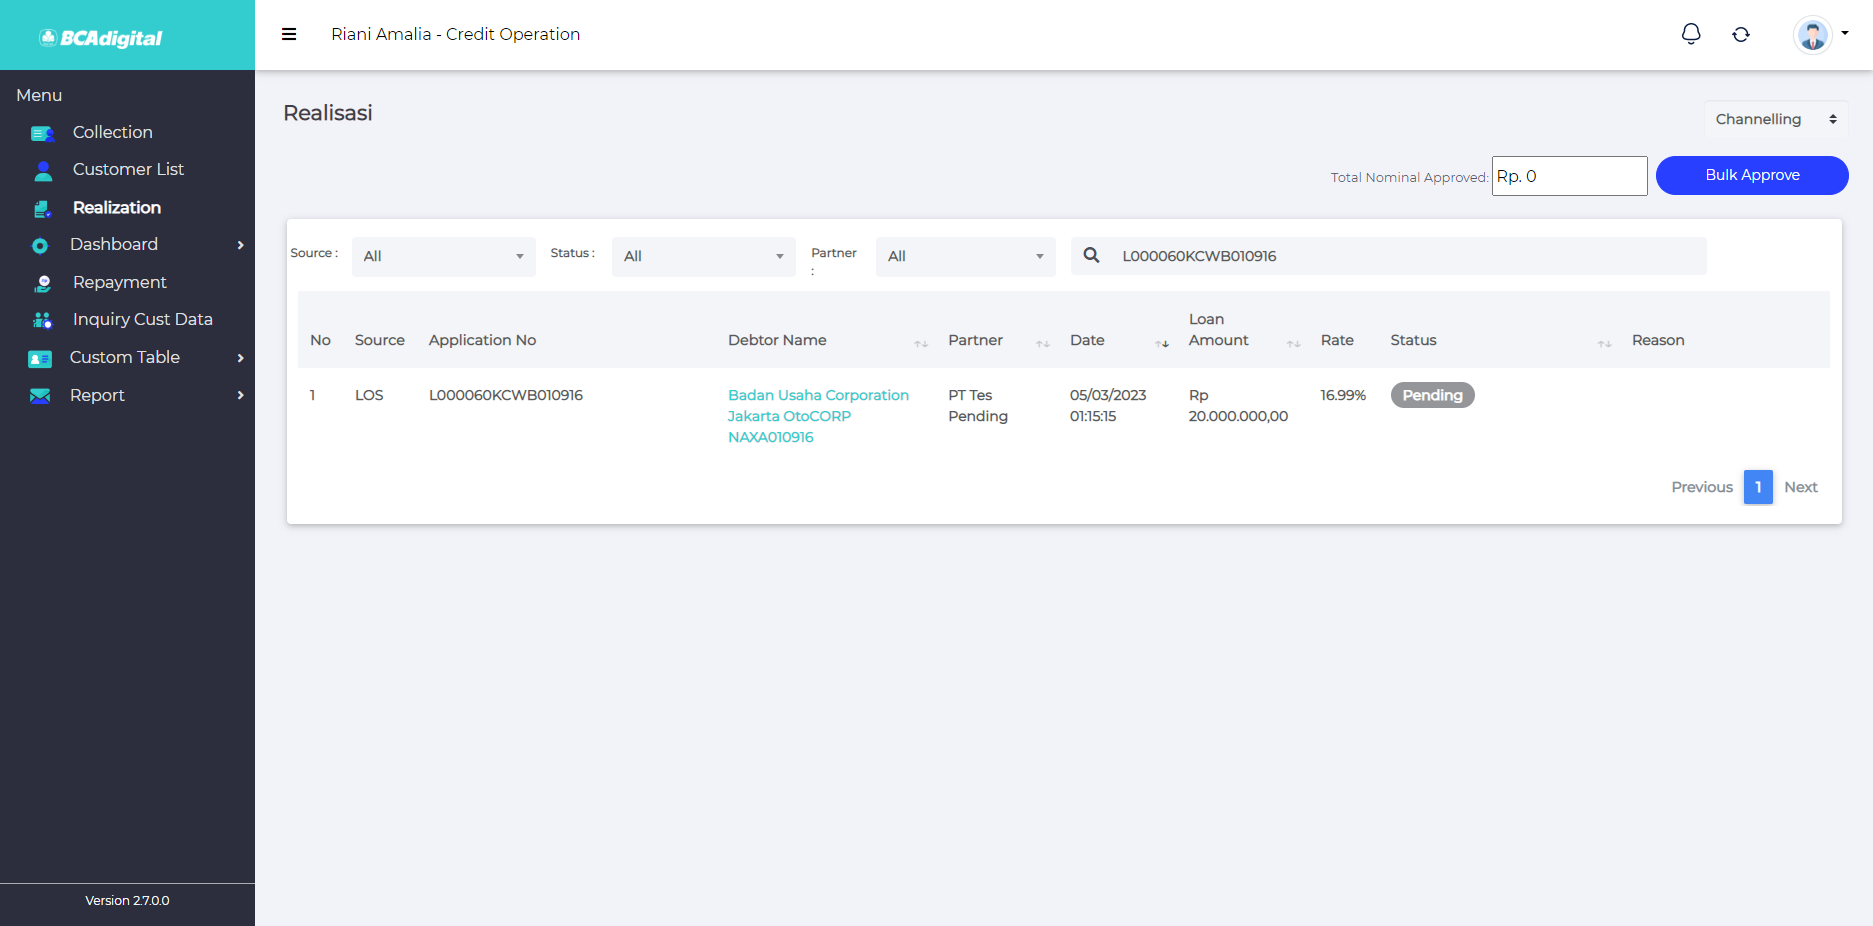 BCAdigital
Riani Amalia - Credit Operation
Menu
Collection
Customer List
Realization
Dashboard
Repayment
Inquiry Cust Data
Custom Table
Report
Version 2.7.0.0
Realisasi
Channelling
Total Nominal Approved: Rp. 0
Bulk Approve
Source : All
Status : All
Partner : All
L000060KCWB010916
No Source Application No Debtor Name Partner Date Loan Amount Rate Status Reason
1 LOS L000060KCWB010916 Badan Usaha Corporation Jakarta OtoCORP NAXA010916 PT Tes Pending 05/03/2023 01:15:15 Rp 20.000.000,00 16.99% Pending
Previous 1 Next